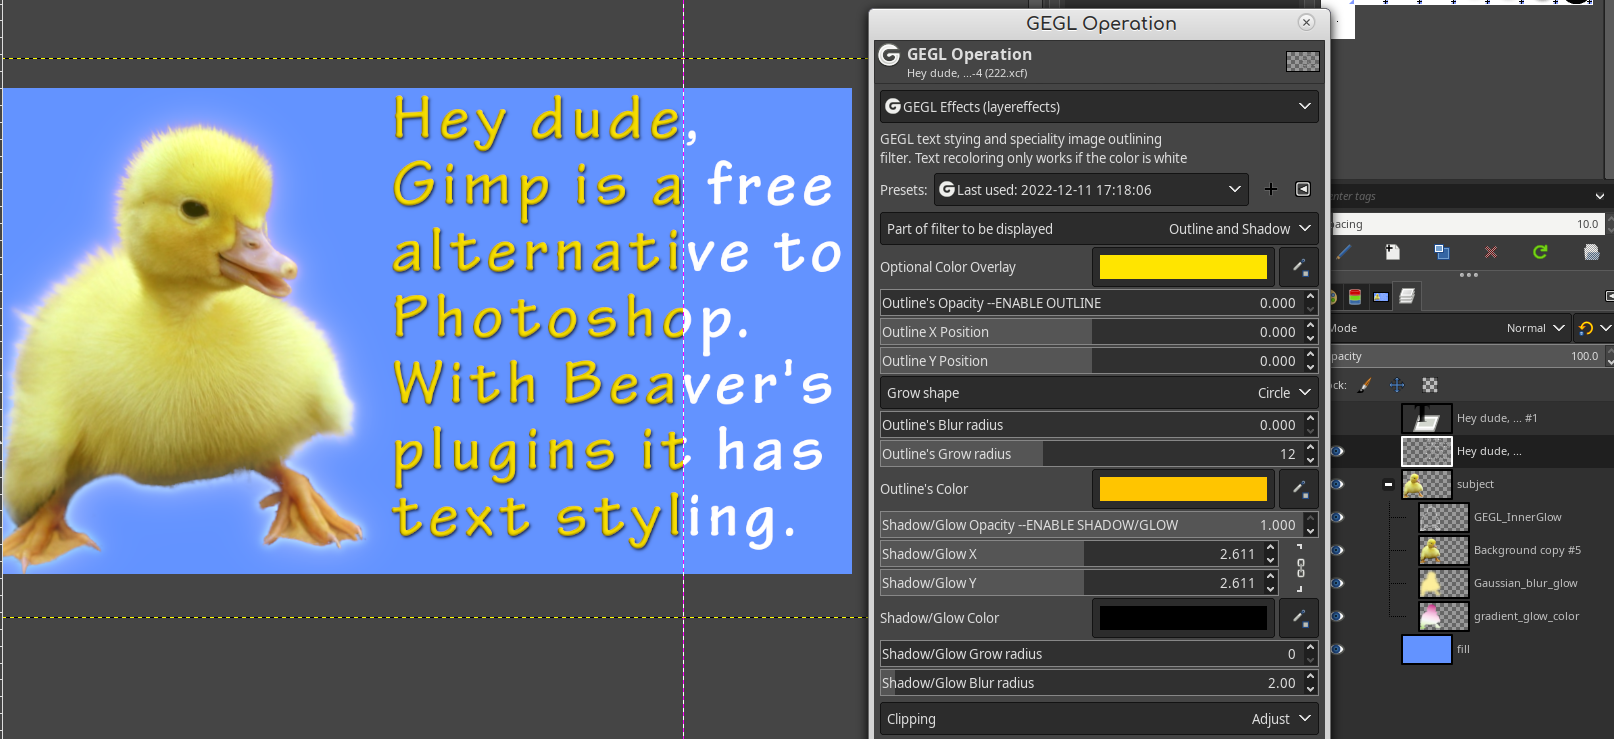 Hey dude,
Gimp is a free
alternative to
Photoshop.
With Beaver's
plugins it has
text styling.
GEGL Operation
GEGL Operation
Hey dude, ...-4 (222.xcf)
GEGL Effects (layereffects)
GEGL text stying and speciality image outlining
filter. Text recoloring only works if the color is white
Presets: Last used: 2022-12-11 17:18:06
Part of filter to be displayed Outline and Shadow
Optional Color Overlay
Outline's Opacity --ENABLE OUTLINE 0.000
Outline X Position 0.000
Outline Y Position 0.000
Grow shape Circle
Outline's Blur radius 0.000
Outline's Grow radius 12
Outline's Color
Shadow/Glow Opacity --ENABLE SHADOW/GLOW 1.000
Shadow/Glow X 2.611
Shadow/Glow Y 2.611
Shadow/Glow Color
Shadow/Glow Grow radius 0
Shadow/Glow Blur radius 2.00
Clipping Adjust
enter tags
pacing 10.0
Mode Normal
pacity 100.0
ck:
Hey dude, ... #1
Hey dude, ...
subject
GEGL_InnerGlow
Background copy #5
Gaussian_blur_glow
gradient_glow_color
fill